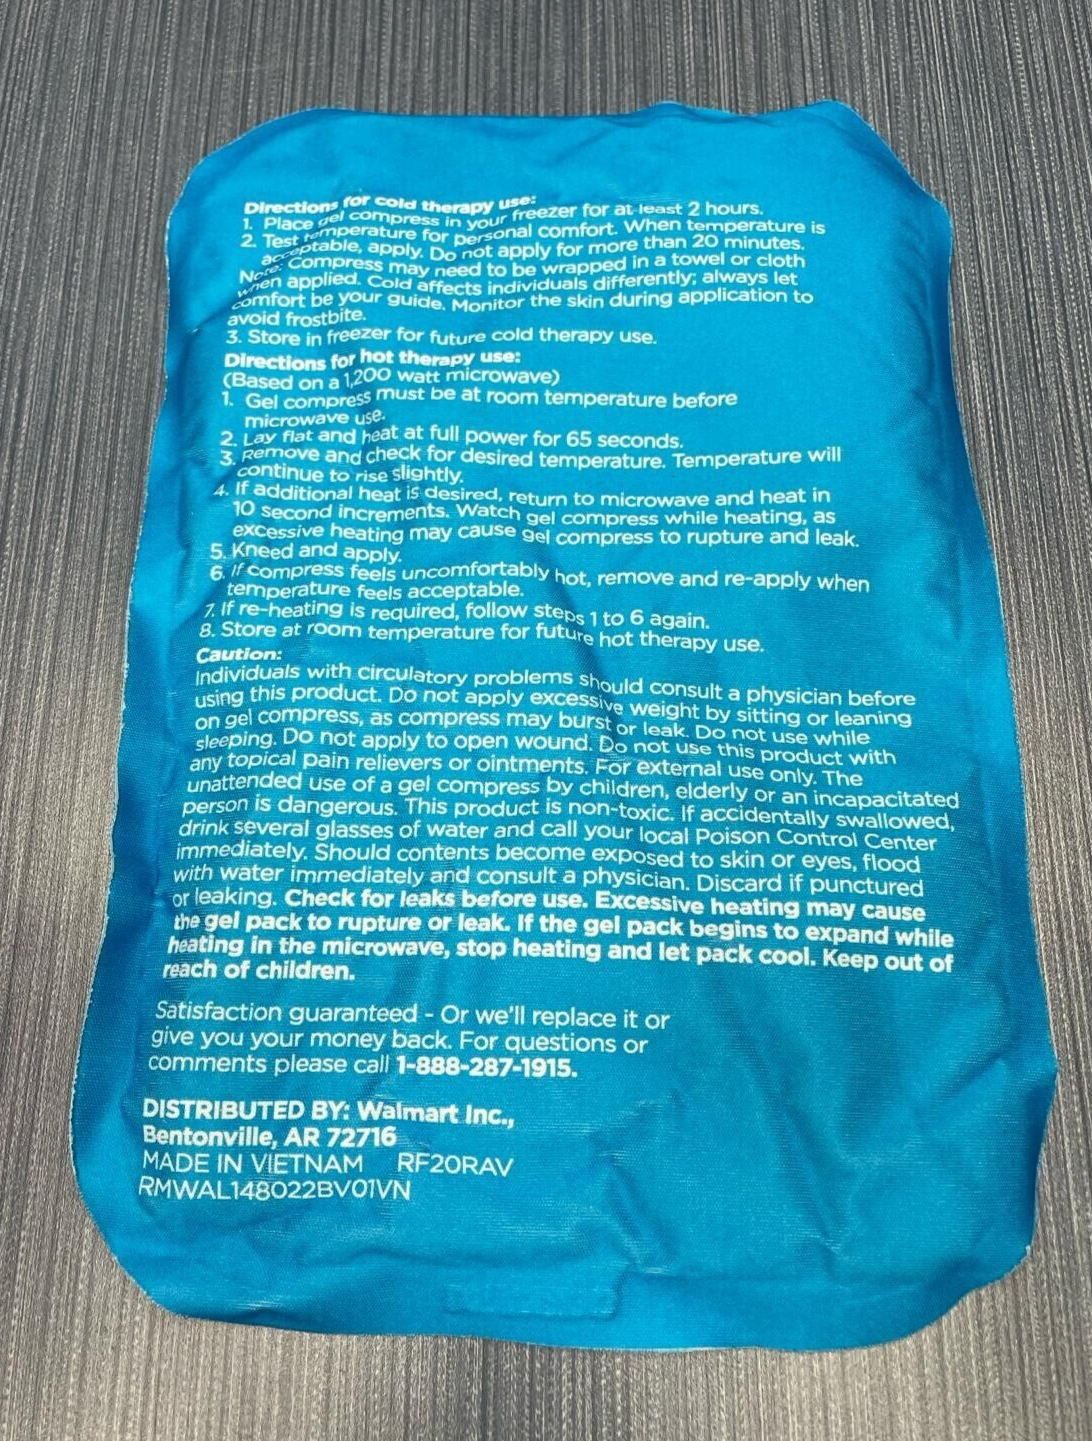 Directions for cold therapy use:
1. Place gel compress in your freezer for at least 2 hours.
2. Test temperature for personal comfort. When temperature is
acceptable, apply. Do not apply for more than 20 minutes.
Note: Compress may need to be wrapped in a towel or cloth
when applied. Cold affects individuals differently; always let
comfort be your guide. Monitor the skin during application to
avoid frostbite.
3. Store in freezer for future cold therapy use.
Directions for hot therapy use:
(Based on a 1,200 watt microwave)
1. Gel compress must be at room temperature before
microwave use.
2. Lay flat and heat at full power for 65 seconds.
3. Remove and check for desired temperature. Temperature will
continue to rise slightly.
4. If additional heat is desired, return to microwave and heat in
10 second increments. Watch gel compress while heating, as
excessive heating may cause gel compress to rupture and leak.
5. Kneed and apply.
6. If compress feels uncomfortably hot, remove and re-apply when
temperature feels acceptable.
7. If re-heating is required, follow steps 1 to 6 again.
8. Store at room temperature for future hot therapy use.
Caution:
Individuals with circulatory problems should consult a physician before
using this product. Do not apply excessive weight by sitting or leaning
on gel compress, as compress may burst or leak. Do not use while
sleeping. Do not apply to open wound. Do not use this product with
any topical pain relievers or ointments. For external use only. The
unattended use of a gel compress by children, elderly or an incapacitated
person is dangerous. This product is non-toxic. If accidentally swallowed,
drink several glasses of water and call your local Poison Control Center
immediately. Should contents become exposed to skin or eyes, flood
with water immediately and consult a physician. Discard if punctured
or leaking. Check for leaks before use. Excessive heating may cause
the gel pack to rupture or leak. If the gel pack begins to expand while
heating in the microwave, stop heating and let pack cool. Keep out of
reach of children.
Satisfaction guaranteed - Or we'll replace it or
give you your money back. For questions or
comments please call 1-888-287-1915.
DISTRIBUTED BY: Walmart Inc.,
Bentonville, AR 72716
MADE IN VIETNAM RF20RAV
RMWAL148022BV01VN